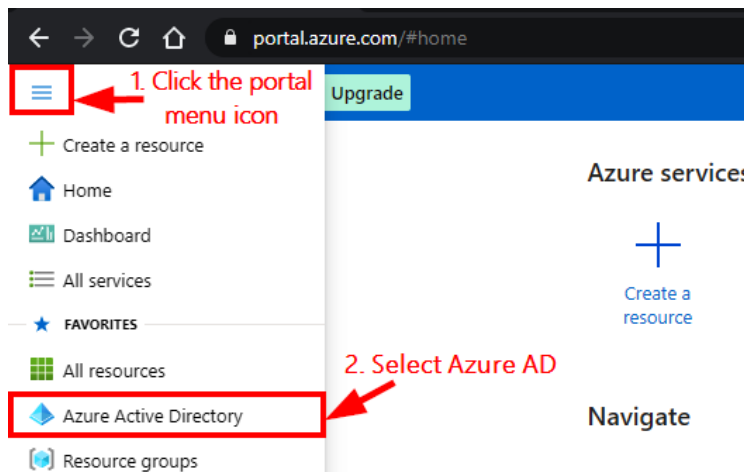 portal.azure.com/#home
1. Click the portal
menu icon
Upgrade
Create a resource
Home
Dashboard
All services
FAVORITES
All resources
Azure Active Directory
Resource groups
Azure services
Create a
resource
2. Select Azure AD
Navigate